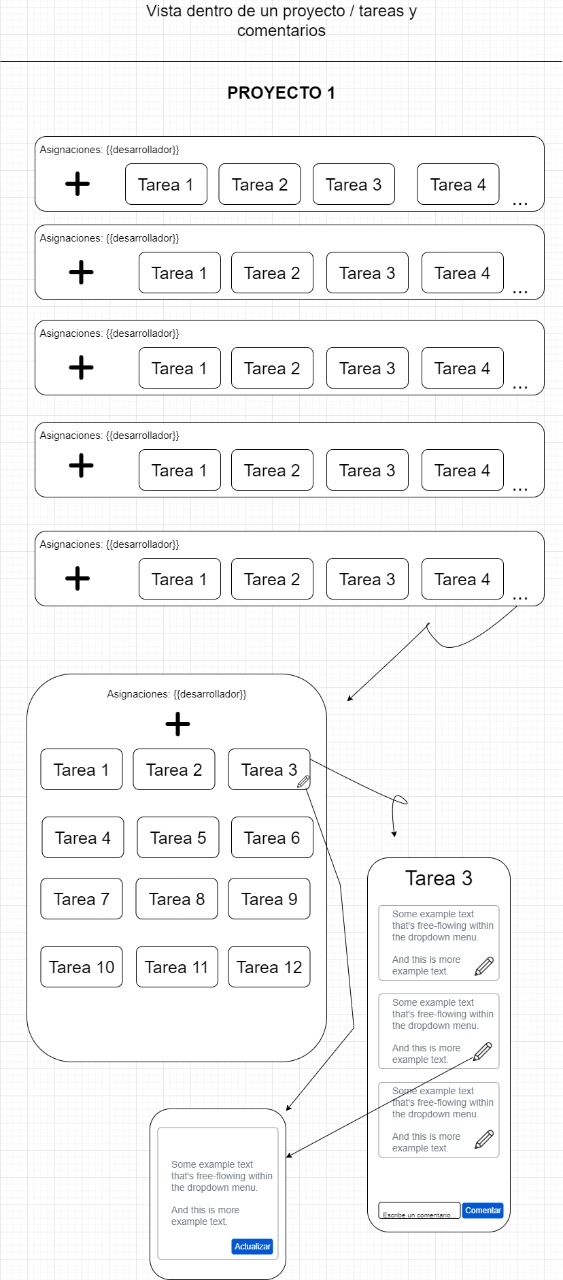 Vista dentro de un proyecto / tareas y
comentarios
PROYECTO 1
Asignaciones: {{desarrollador}}
Tarea 1 Tarea 2 Tarea 3 Tarea 4 ...
Asignaciones: {{desarrollador}}
Tarea 1 Tarea 2 Tarea 3 Tarea 4 ...
Asignaciones: {{desarrollador}}
Tarea 1 Tarea 2 Tarea 3 Tarea 4 ...
Asignaciones: {{desarrollador}}
Tarea 1 Tarea 2 Tarea 3 Tarea 4 ...
Asignaciones: {{desarrollador}}
Tarea 1 Tarea 2 Tarea 3 Tarea 4 ...
Asignaciones: {{desarrollador}}
Tarea 1 Tarea 2 Tarea 3
Tarea 4 Tarea 5 Tarea 6
Tarea 7 Tarea 8 Tarea 9
Tarea 10 Tarea 11 Tarea 12
Tarea 3
Some example text
that's free-flowing within
the dropdown menu.
And this is more
example text.
Some example text
that's free-flowing within
the dropdown menu.
And this is more
example text.
Some example text
that's free-flowing within
the dropdown menu.
And this is more
example text.
Escribe un comentario... Comentar
Some example text
that's free-flowing within
the dropdown menu.
And this is more
example text.
Actualizar